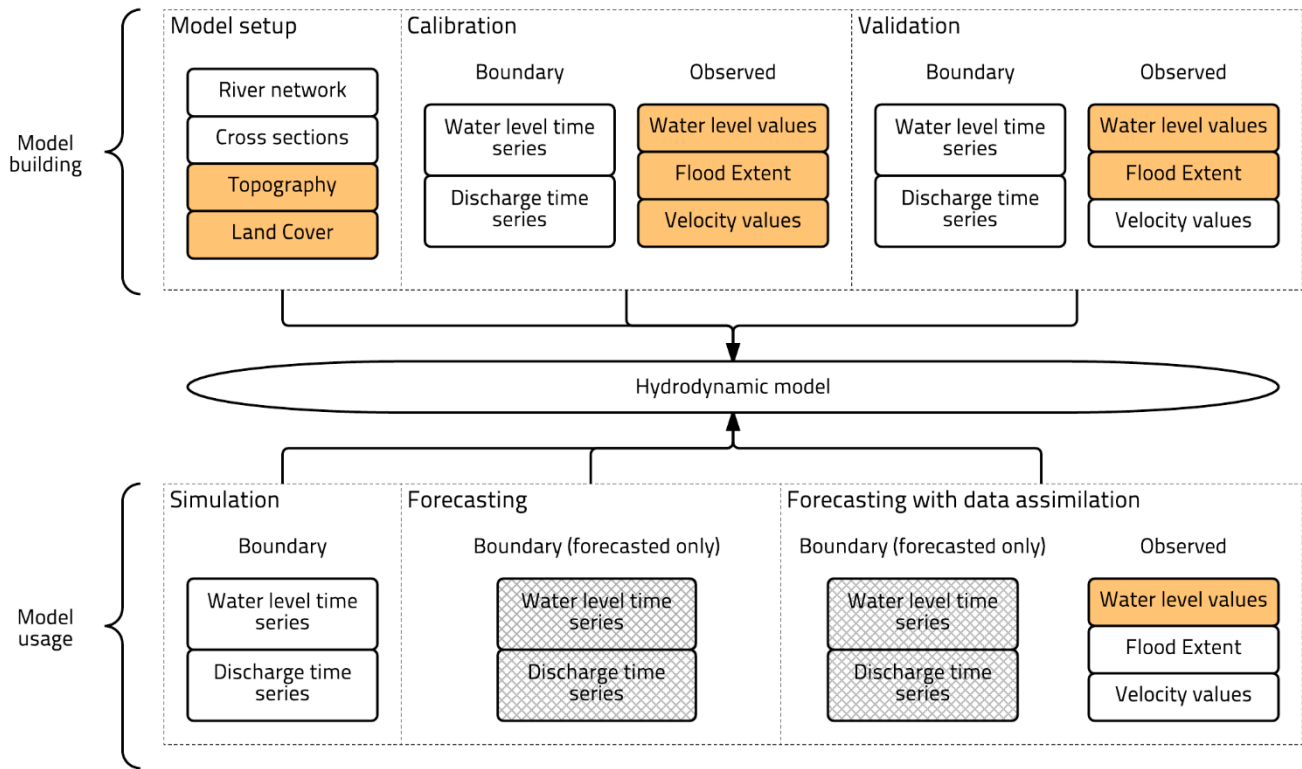 Model setup
River network
Cross sections
Topography
Land Cover
Calibration
Boundary
Water level time
series
Discharge time
series
Observed
Water level values
Flood Extent
Velocity values
Validation
Boundary
Water level time
series
Discharge time
series
Observed
Water level values
Flood Extent
Velocity values
Model
building
Hydrodynamic model
Model
usage
Simulation
Boundary
Water level time
series
Discharge time
series
Forecasting
Boundary (forecasted only)
Water level time
series
Discharge time
series
Forecasting with data assimilation
Boundary (forecasted only)
Water level time
series
Discharge time
series
Observed
Water level values
Flood Extent
Velocity values